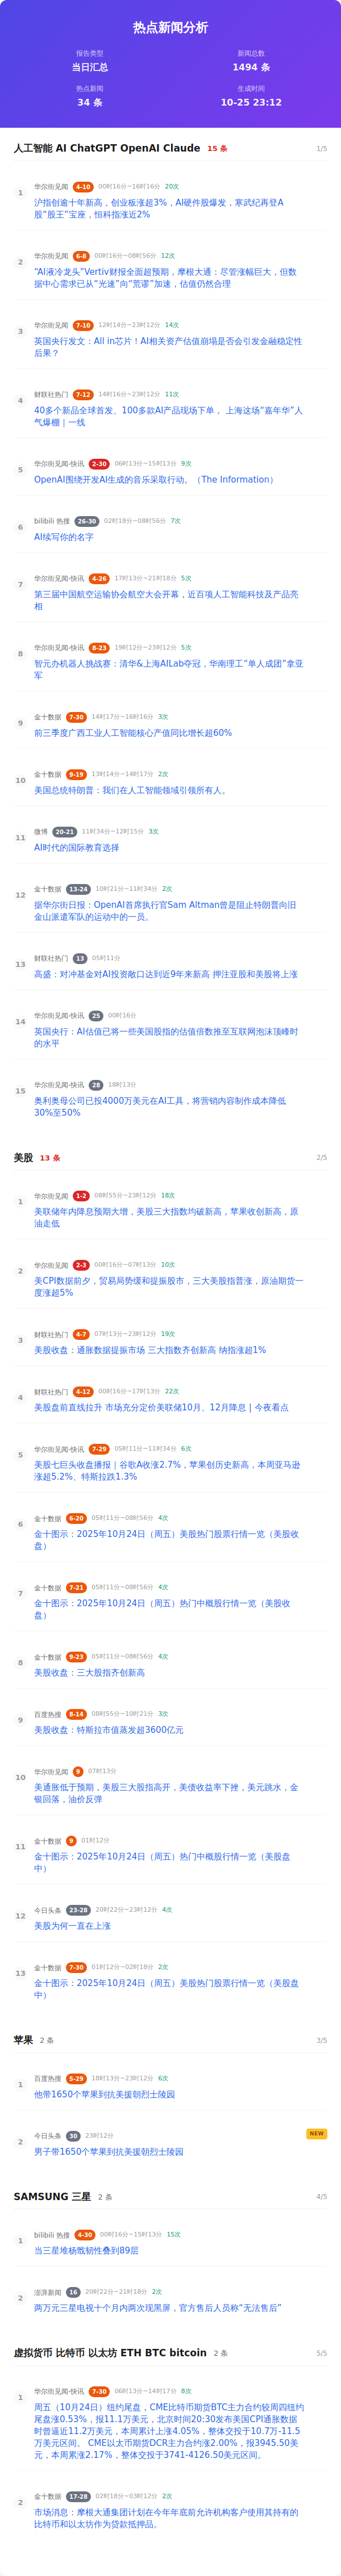 热点新闻分析
报告类型
新闻总数
当日汇总
1494 条
热点新闻
生成时间
34 条
10-25 23:12
人工智能 AI ChatGPT OpenAI Claude 15 条 1/5
1
华尔街见闻 4-10 00时16分~16时16分 20次
沪指创逾十年新高，创业板涨超3%，AI硬件股爆发，寒武纪再登A
股“股王”宝座，恒科指涨近2%
2
华尔街见闻 6-8 00时16分~08时56分 12次
“AI液冷龙头”Vertiv财报全面超预期，摩根大通：尽管涨幅巨大，但数
据中心需求已从“光速”向“荒谬”加速，估值仍然合理
3
华尔街见闻 7-10 12时14分~23时12分 14次
英国央行发文：All in芯片！AI相关资产估值崩塌是否会引发金融稳定性
后果？
4
财联社热门 7-12 14时16分~23时12分 11次
40多个新品全球首发、100多款AI产品现场下单， 上海这场“嘉年华”人
气爆棚｜一线
5
华尔街见闻-快讯 2-30 06时13分~15时13分 9次
OpenAI围绕开发AI生成的音乐采取行动。（The Information）
6
bilibili 热搜 26-30 02时18分~08时56分 7次
AI续写你的名字
7
华尔街见闻-快讯 4-26 17时13分~21时18分 5次
第三届中国航空运输协会航空大会开幕，近百项人工智能科技及产品亮
相
8
华尔街见闻-快讯 8-23 19时12分~23时12分 5次
智元办机器人挑战赛：清华&上海AILab夺冠，华南理工“单人成团”拿亚
军
9
金十数据 7-30 14时17分~16时16分 3次
前三季度广西工业人工智能核心产值同比增长超60%
10
金十数据 9-19 13时14分~14时17分 2次
美国总统特朗普：我们在人工智能领域引领所有人。
11
微博 20-21 11时34分~12时15分 3次
AI时代的国际教育选择
12
金十数据 13-24 10时21分~11时34分 2次
据华尔街日报：OpenAI首席执行官Sam Altman曾是阻止特朗普向旧
金山派遣军队的运动中的一员。
13
财联社热门 13 05时11分
高盛：对冲基金对AI投资敞口达到近9年来新高 押注亚股和美股将上涨
14
华尔街见闻-快讯 25 00时16分
英国央行：AI估值已将一些美国股指的估值倍数推至互联网泡沫顶峰时
的水平
15
华尔街见闻-快讯 28 18时13分
奥利奥母公司已投4000万美元在AI工具，将营销内容制作成本降低
30%至50%
美股 13 条 2/5
1
华尔街见闻 1-2 08时55分~23时12分 18次
美联储年内降息预期大增，美股三大指数均破新高，苹果收创新高，原
油走低
2
华尔街见闻 2-3 00时16分~07时13分 10次
美CPI数据前夕，贸易局势缓和提振股市，三大美股指普涨，原油期货一
度涨超5%
3
财联社热门 4-7 07时13分~23时12分 19次
美股收盘：通胀数据提振市场 三大指数齐创新高 纳指涨超1%
4
财联社热门 4-12 00时16分~17时13分 22次
美股盘前直线拉升 市场充分定价美联储10月、12月降息 | 今夜看点
5
华尔街见闻-快讯 7-29 05时11分~11时34分 6次
美股七巨头收盘播报｜谷歌A收涨2.7%，苹果创历史新高，本周亚马逊
涨超5.2%、特斯拉跌1.3%
6
金十数据 6-20 05时11分~08时56分 4次
金十图示：2025年10月24日（周五）美股热门股票行情一览（美股收
盘）
7
金十数据 7-21 05时11分~08时56分 4次
金十图示：2025年10月24日（周五）热门中概股行情一览（美股收
盘）
8
金十数据 9-23 05时11分~08时56分 4次
美股收盘：三大股指齐创新高
9
百度热搜 8-14 08时55分~10时21分 3次
美股收盘：特斯拉市值蒸发超3600亿元
10
华尔街见闻 9 07时13分
美通胀低于预期，美股三大股指高开，美债收益率下挫，美元跳水，金
银回落，油价反弹
11
金十数据 9 01时12分
金十图示：2025年10月24日（周五）热门中概股行情一览（美股盘
中）
12
今日头条 23-28 20时22分~23时12分 4次
美股为何一直在上涨
13
金十数据 7-30 01时12分~02时18分 2次
金十图示：2025年10月24日（周五）美股热门股票行情一览（美股盘
中）
苹果 2 条 3/5
1
百度热搜 5-29 18时13分~23时12分 6次
他带1650个苹果到抗美援朝烈士陵园
2
今日头条 30 23时12分 NEW
男子带1650个苹果到抗美援朝烈士陵园
SAMSUNG 三星 2 条 4/5
1
bilibili 热搜 4-30 00时16分~15时13分 15次
当三星堆杨戬韧性叠到89层
2
澎湃新闻 16 20时22分~21时18分 2次
两万元三星电视十个月内两次现黑屏，官方售后人员称“无法售后”
虚拟货币 比特币 以太坊 ETH BTC bitcoin 2 条 5/5
1
华尔街见闻-快讯 7-30 06时13分~14时17分 8次
周五（10月24日）纽约尾盘，CME比特币期货BTC主力合约较周四纽约
尾盘涨0.53%，报11.1万美元，北京时间20:30发布美国CPI通胀数据
时曾逼近11.2万美元，本周累计上涨4.05%，整体交投于10.7万-11.5
万美元区间。 CME以太币期货DCR主力合约涨2.00%，报3945.50美
元，本周累涨2.17%，整体交投于3741-4126.50美元区间。
2
金十数据 17-28 02时18分~03时12分 2次
市场消息：摩根大通集团计划在今年年底前允许机构客户使用其持有的
比特币和以太坊作为贷款抵押品。